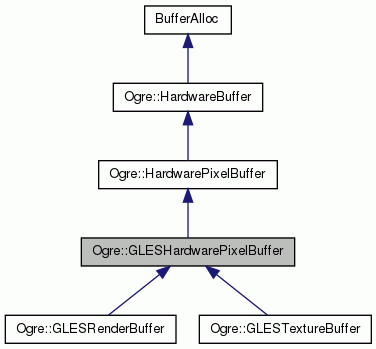 BufferAlloc
Ogre::HardwareBuffer
Ogre::HardwarePixelBuffer
Ogre::GLESHardwarePixelBuffer
Ogre::GLESRenderBuffer
Ogre::GLESTextureBuffer